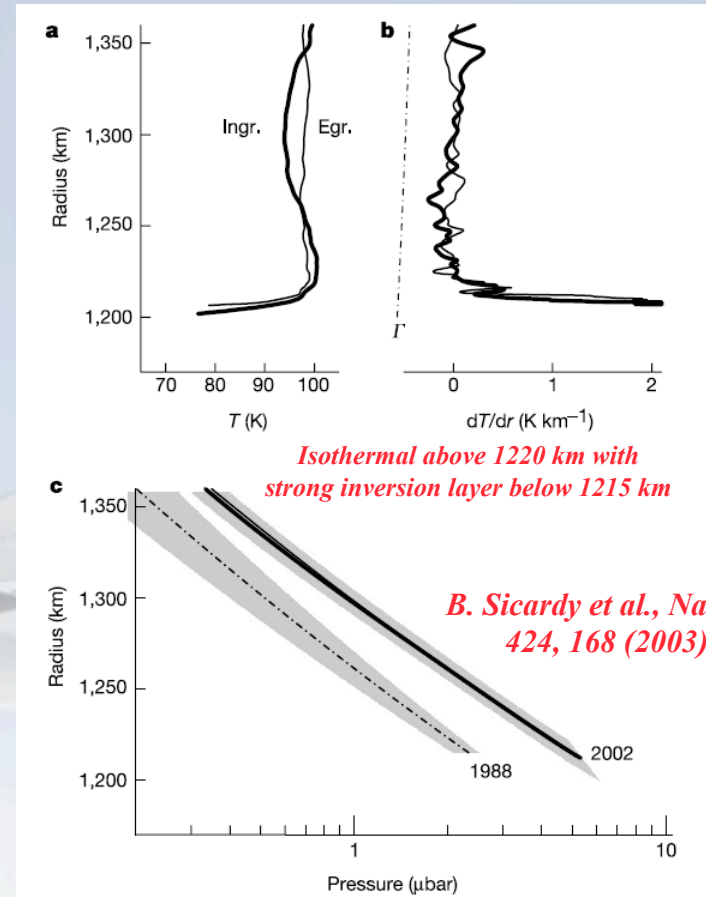 a
1,350
1,300
1,250
1,200
Radius (km)
Ingr.
Egr.
70 80 90 100
T (K)
b
Γ
0 1 2
dT/dr (K km⁻¹)
Isothermal above 1220 km with
strong inversion layer below 1215 km
c
1,350
1,300
1,250
1,200
Radius (km)
B. Sicardy et al., Na
424, 168 (2003)
2002
1988
1 10
Pressure (μbar)